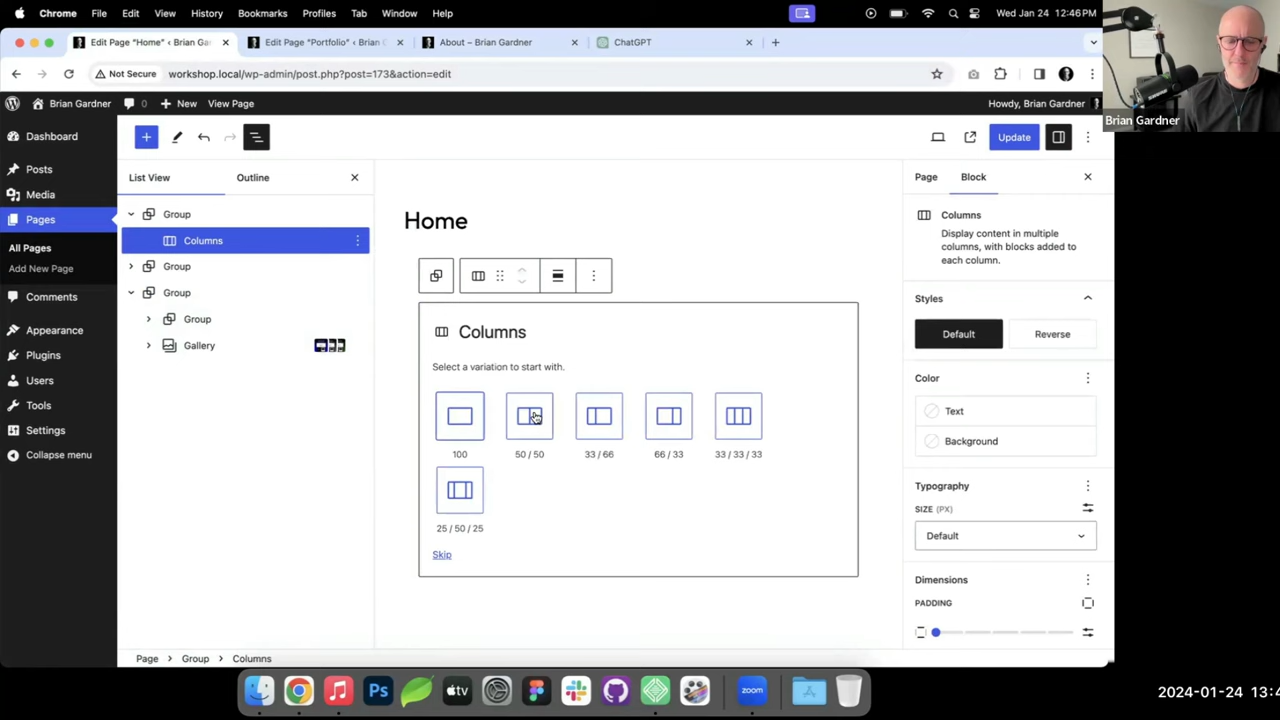 Chrome File Edit View History Bookmarks Profiles Tab Window Help Wed Jan 24 12:46 PM
Edit Page “Home” ‹ Brian Ga Edit Page “Portfolio” ‹ Brian G About – Brian Gardner ChatGPT
Not Secure workshop.local/wp-admin/post.php?post=173&action=edit
Brian Gardner 0 New View Page Howdy, Brian Gardner
Brian Gardner
Dashboard
Posts
Media
Pages
All Pages
Add New Page
Comments
Appearance
Plugins
Users
Tools
Settings
Collapse menu
Update
List View Outline
Group
Columns
Group
Group
Group
Gallery
Home
Columns
Select a variation to start with.
100 50 / 50 33 / 66 66 / 33 33 / 33 / 33
25 / 50 / 25
Skip
Page Block
Columns
Display content in multiple
columns, with blocks added to
each column.
Styles
Default Reverse
Color
Text
Background
Typography
SIZE (PX)
Default
Dimensions
PADDING
Page Group Columns
Ps tv zoom
2024-01-24 13:4